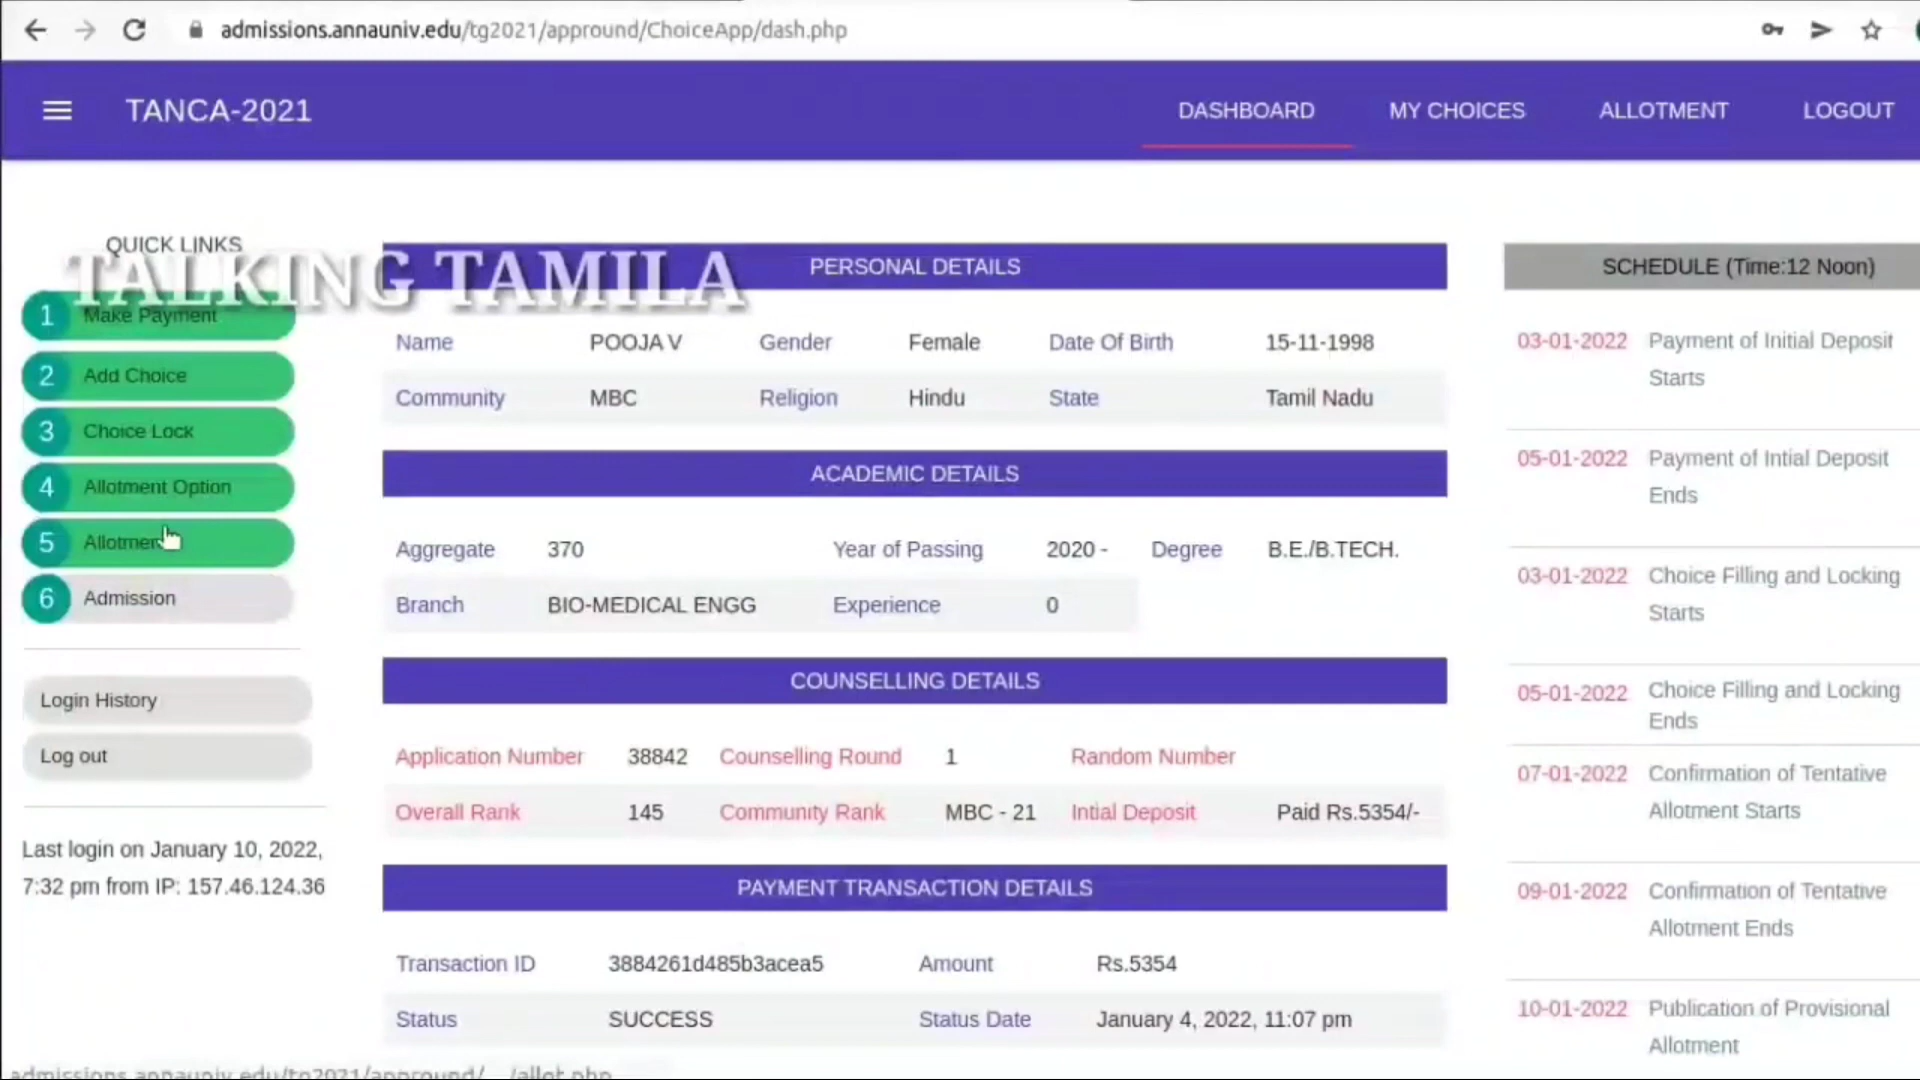 admissions.annauniv.edu/tg2021/appround/ChoiceApp/dash.php
TANCA-2021
DASHBOARD
MY CHOICES
ALLOTMENT
LOGOUT
QUICK LINKS
TALKING TAMILA
1 Make Payment
2 Add Choice
3 Choice Lock
4 Allotment Option
5 Allotment
6 Admission
Login History
Log out
Last login on January 10, 2022,
7:32 pm from IP: 157.46.124.36
PERSONAL DETAILS
Name POOJA V Gender Female Date Of Birth 15-11-1998
Community MBC Religion Hindu State Tamil Nadu
ACADEMIC DETAILS
Aggregate 370 Year of Passing 2020 - Degree B.E./B.TECH.
Branch BIO-MEDICAL ENGG Experience 0
COUNSELLING DETAILS
Application Number 38842 Counselling Round 1 Random Number
Overall Rank 145 Community Rank MBC - 21 Intial Deposit Paid Rs.5354/-
PAYMENT TRANSACTION DETAILS
Transaction ID 3884261d485b3acea5 Amount Rs.5354
Status SUCCESS Status Date January 4, 2022, 11:07 pm
SCHEDULE (Time:12 Noon)
03-01-2022 Payment of Initial Deposit
Starts
05-01-2022 Payment of Intial Deposit
Ends
03-01-2022 Choice Filling and Locking
Starts
05-01-2022 Choice Filling and Locking
Ends
07-01-2022 Confirmation of Tentative
Allotment Starts
09-01-2022 Confirmation of Tentative
Allotment Ends
10-01-2022 Publication of Provisional
Allotment
admissions.annauniv.edu/tg2021/appround/.../allot.php